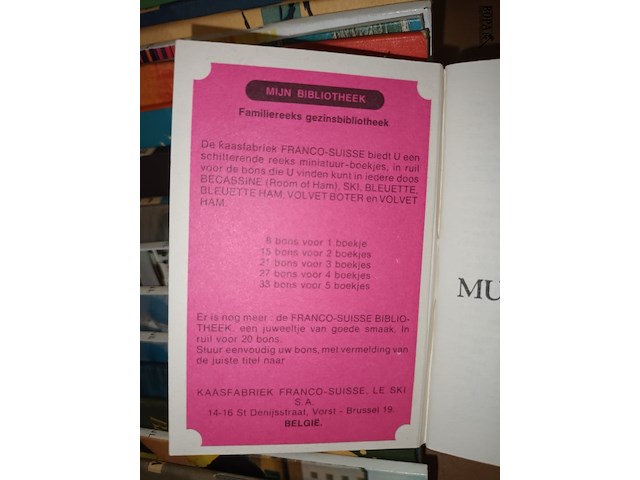 MIJN BIBLIOTHEEK
Familiereeks gezinsbibliotheek
De kaasfabriek FRANCO-SUISSE biedt U een
schitterende reeks miniatuur-boekjes, in ruil
voor de bons die U vinden kunt in iedere doos
BECASSINE (Room of Ham), SKI, BLEUETTE,
BLEUETTE HAM, VOLVET BOTER en VOLVET
HAM.
8 bons voor 1 boekje
15 bons voor 2 boekjes
21 bons voor 3 boekjes
27 bons voor 4 boekjes
33 bons voor 5 boekjes
Er is nog meer : de FRANCO-SUISSE BIBLIO-
THEEK, een juweeltje van goede smaak. In
ruil voor 20 bons.
Stuur eenvoudig uw bons, met vermelding van
de juiste titel naar
KAASFABRIEK FRANCO-SUISSE, LE SKI
S.A.
14-16 St Denijsstraat, Vorst - Brussel 19.
BELGIË.
MU